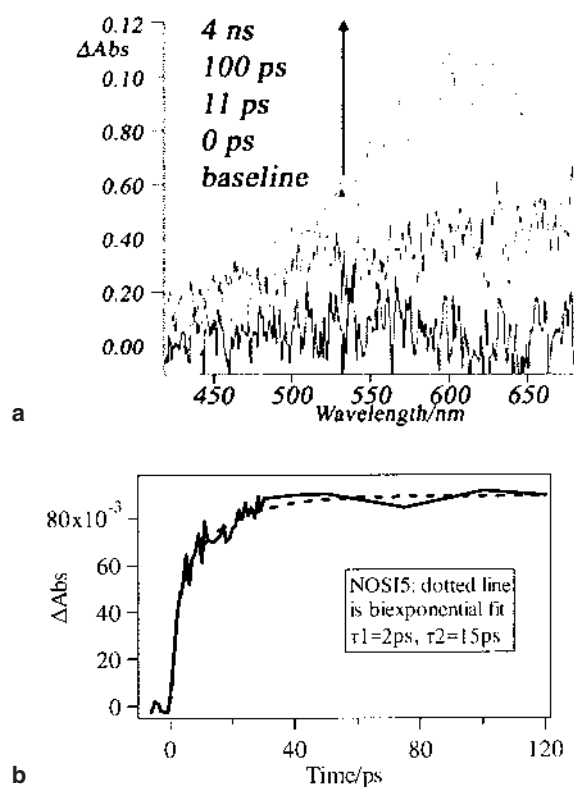 0.12
ΔAbs
0.10
0.80
0.60
0.40
0.20
0.00
4 ns
100 ps
11 ps
0 ps
baseline
450 500 550 600 650
Wavelength/nm
a
80x10⁻³
60
40
20
0
ΔAbs
NOSI5: dotted line
is biexponential fit
τ1=2ps, τ2=15ps
0 40 80 120
Time/ps
b